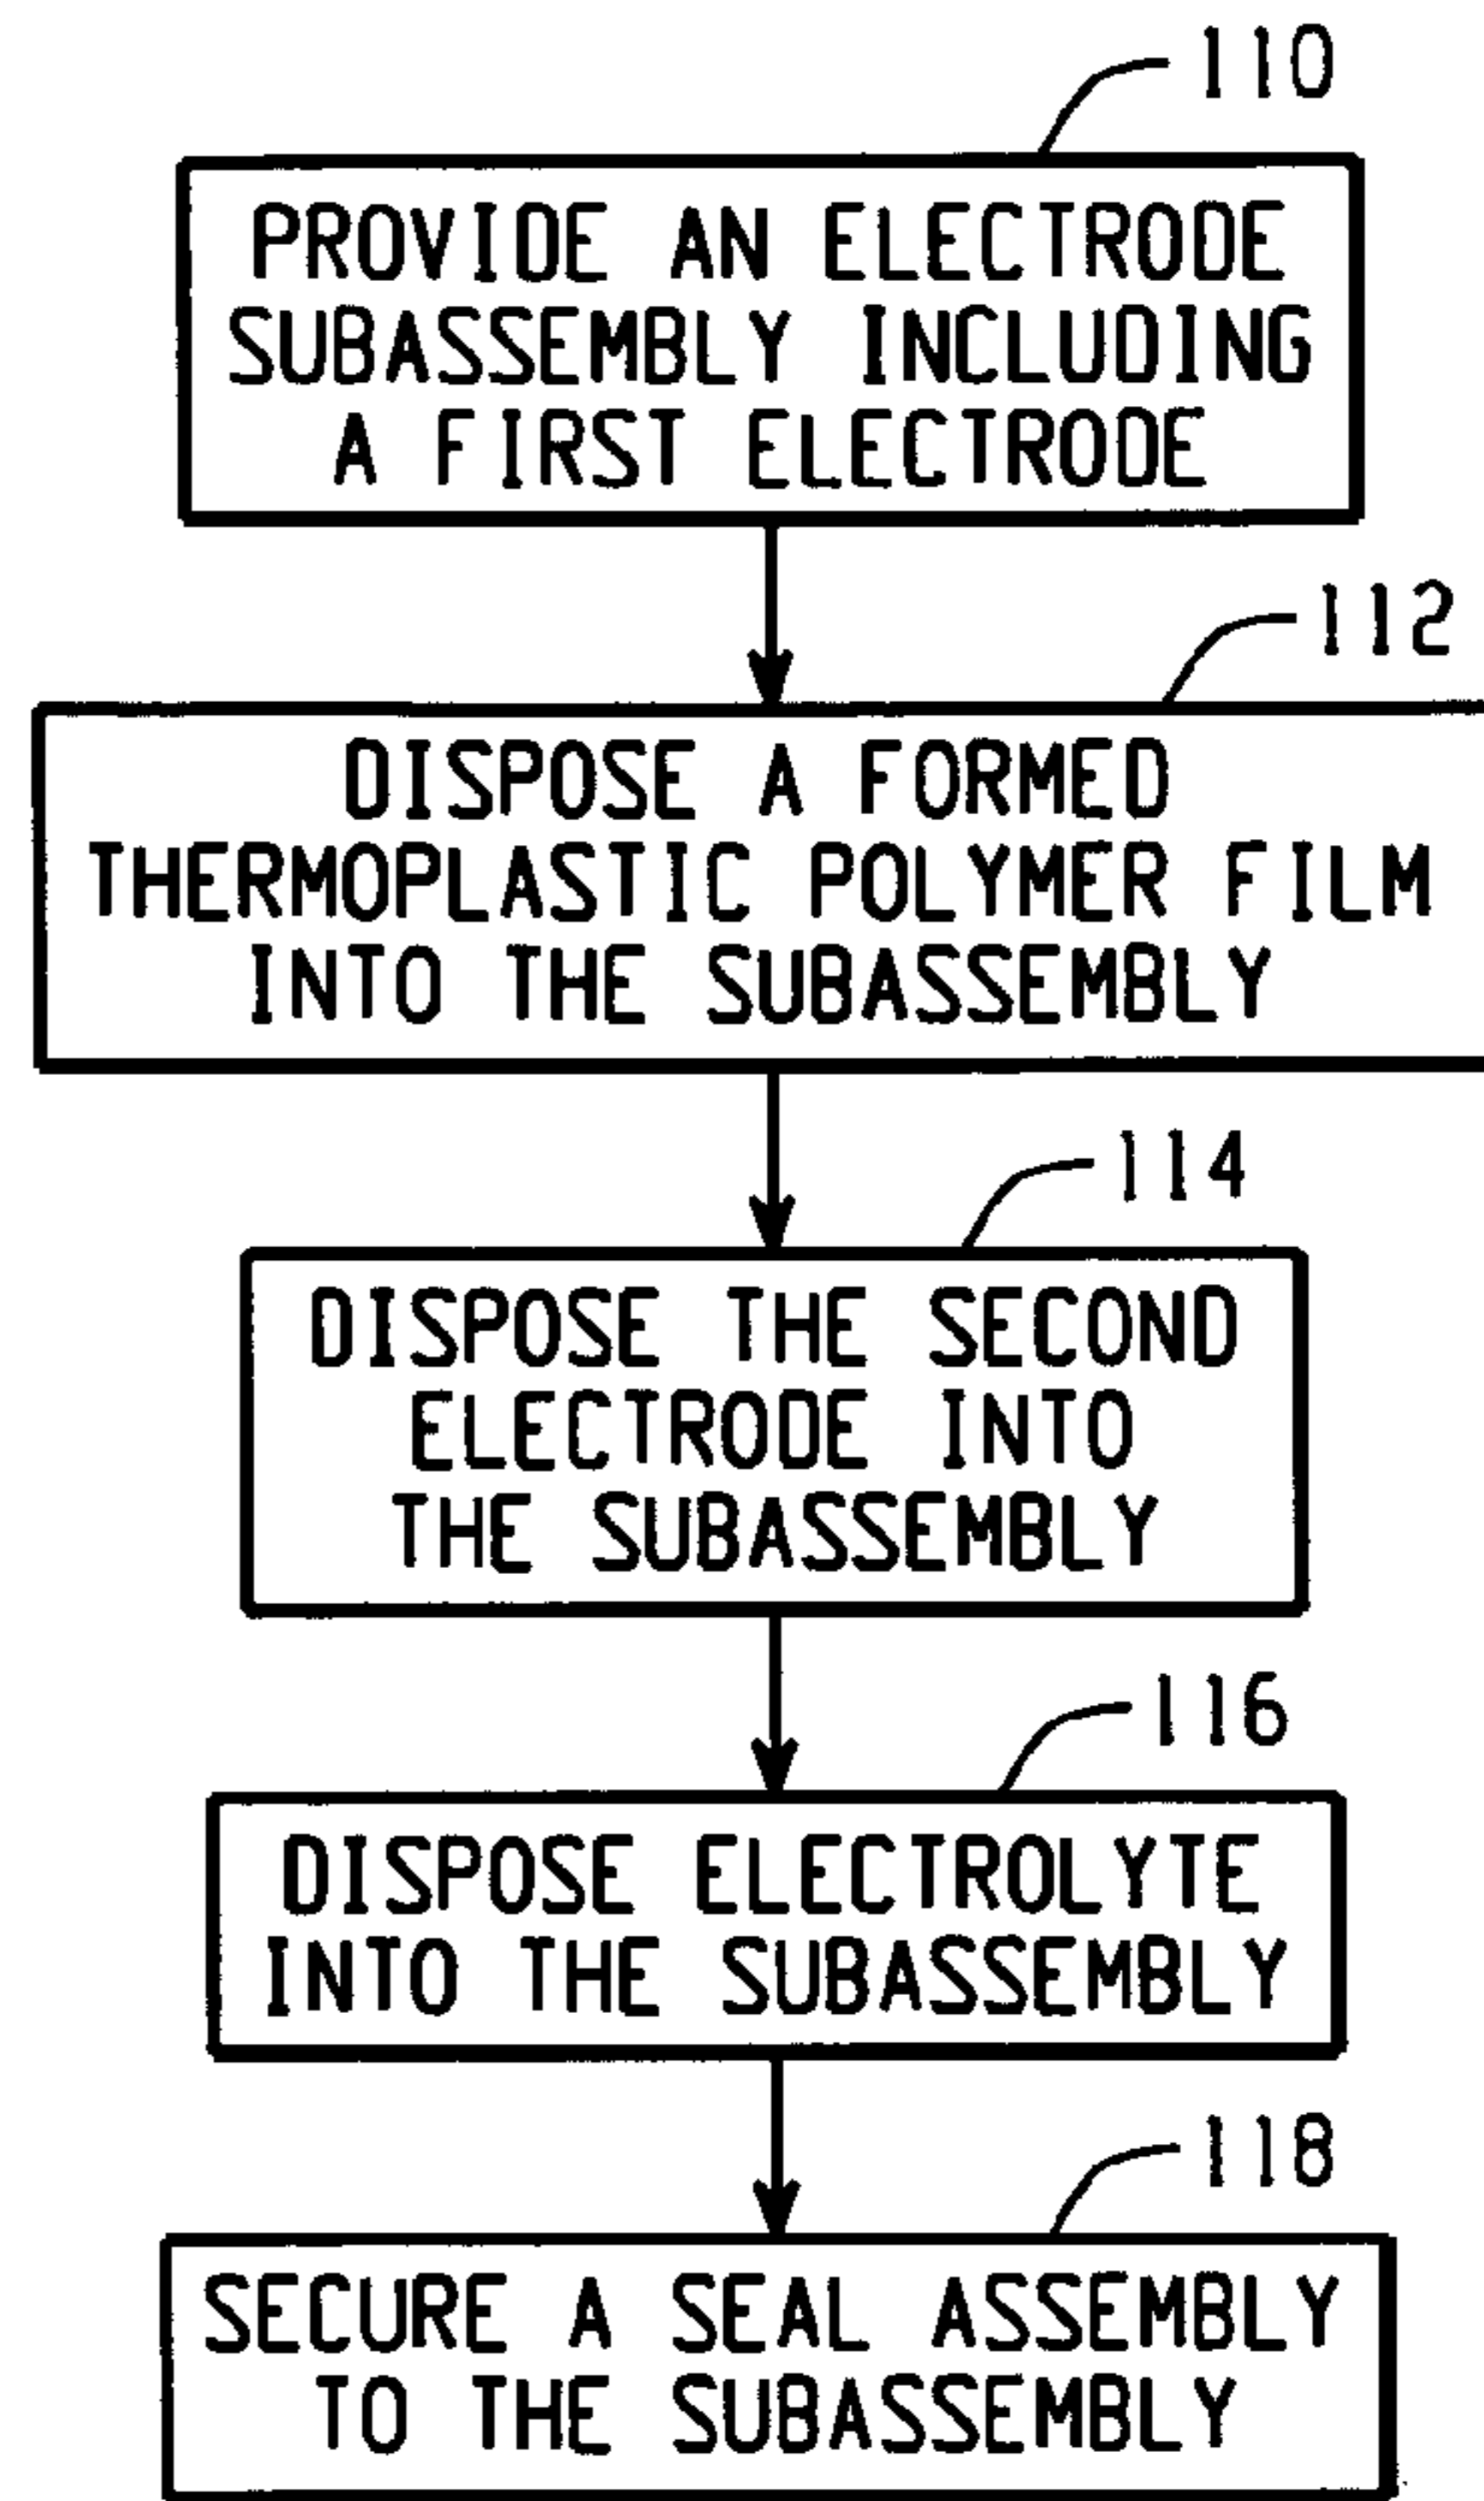 110
PROVIDE AN ELECTRODE
SUBASSEMBLY INCLUDING
A FIRST ELECTRODE
112
DISPOSE A FORMED
THERMOPLASTIC POLYMER FILM
INTO THE SUBASSEMBLY
114
DISPOSE THE SECOND
ELECTRODE INTO
THE SUBASSEMBLY
116
DISPOSE ELECTROLYTE
INTO THE SUBASSEMBLY
118
SECURE A SEAL ASSEMBLY
TO THE SUBASSEMBLY